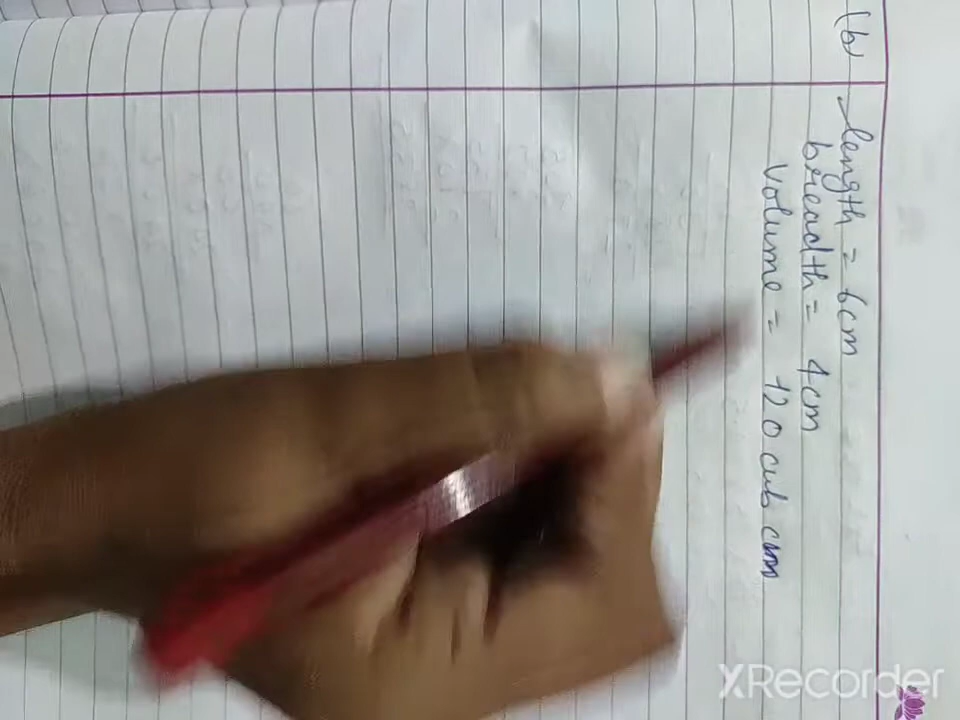 (b) length = 6cm
breadth = 4cm
volume = 120 cub cm
XRecorder